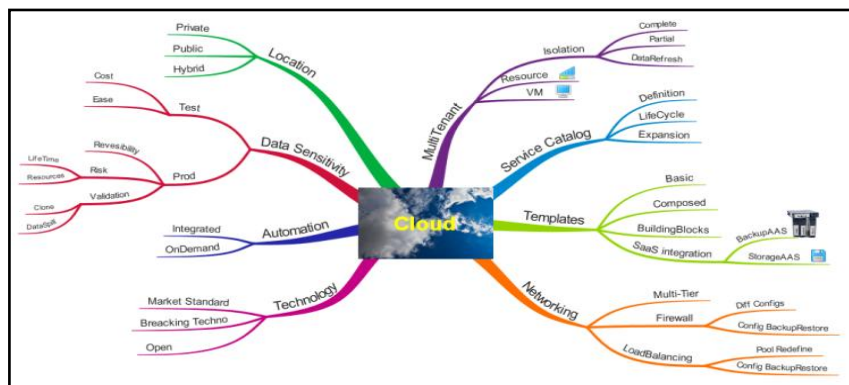 Cloud
Location
Private
Public
Hybrid
Data Sensitivity
Test
Cost
Ease
Prod
Revesibility
Risk
LifeTime
Resources
Validation
Clone
DataSplit
Automation
Integrated
OnDemand
Technology
Market Standard
Breacking Techno
Open
MultiTenant
Isolation
Complete
Partial
DataRefresh
Resource
VM
Service Catalog
Definition
LifeCycle
Expansion
Templates
Basic
Composed
BuildingBlocks
SaaS integration
BackupAAS
StorageAAS
Networking
Multi-Tier
Firewall
Diff Configs
Config BackupRestore
LoadBalancing
Pool Redefine
Config BackupRestore